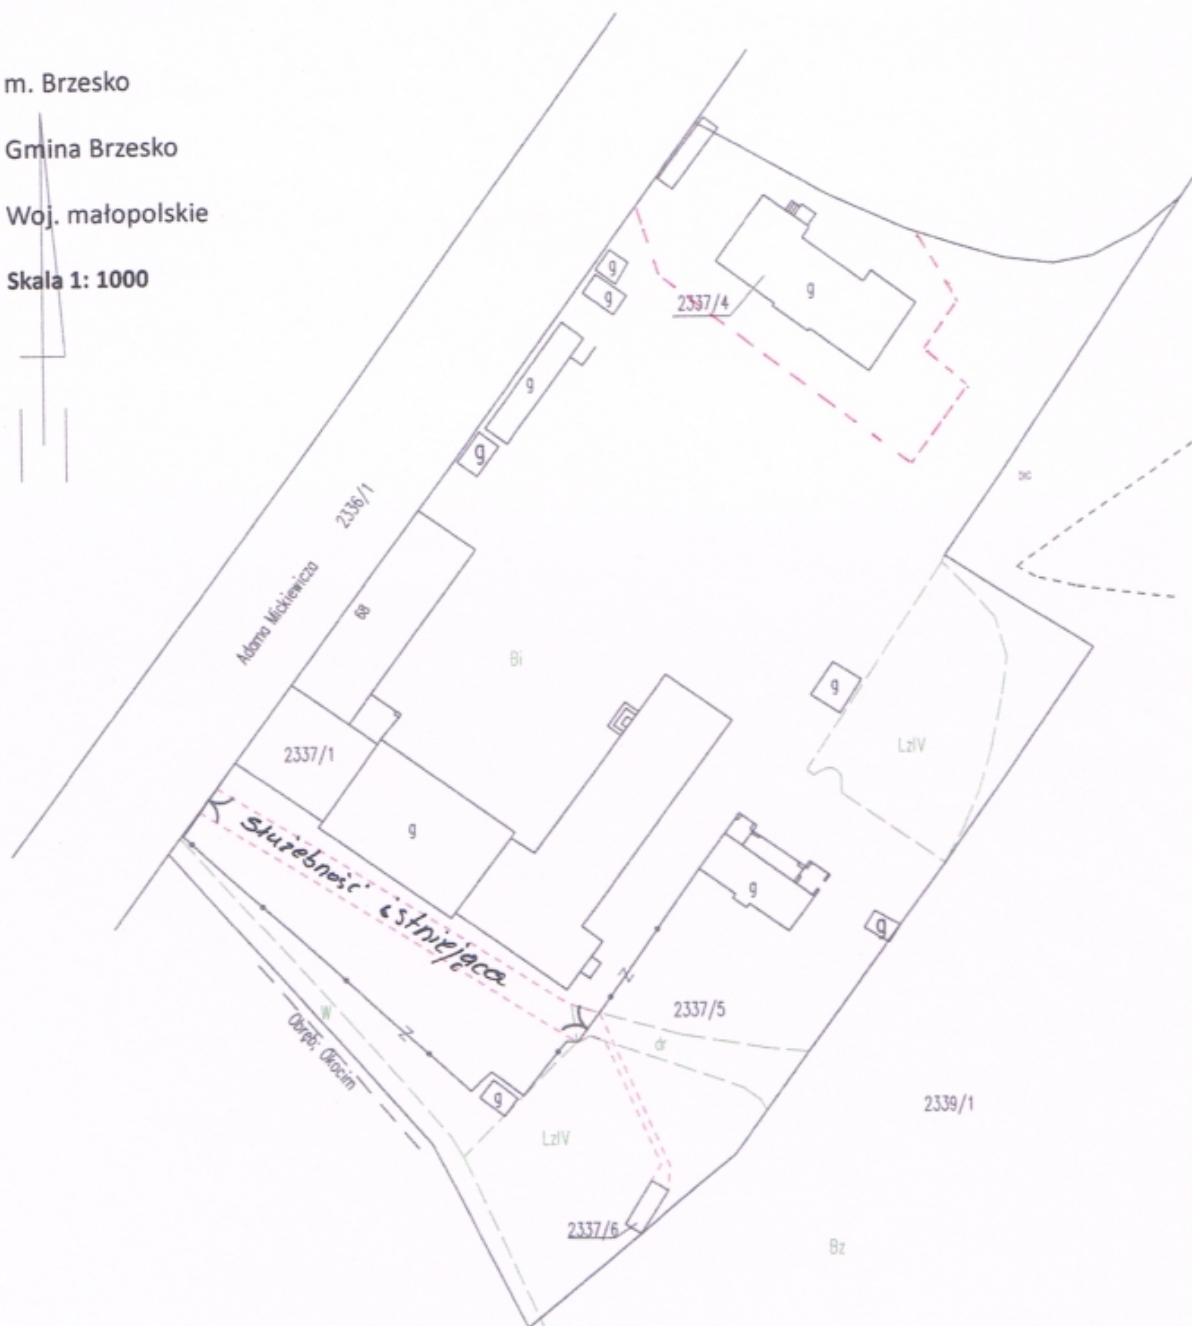 m. Brzesko
Gmina Brzesko
Woj. małopolskie
Skala 1: 1000
g
g
2337/4
g
g
g
2336/1
Adama Mickiewicza
68
Bi
g
LzIV
2337/1
g
Służebność istniejąca
g
g
2337/5
W
dr
Obręb; Okocim
g
2339/1
LzIV
2337/6
Bz